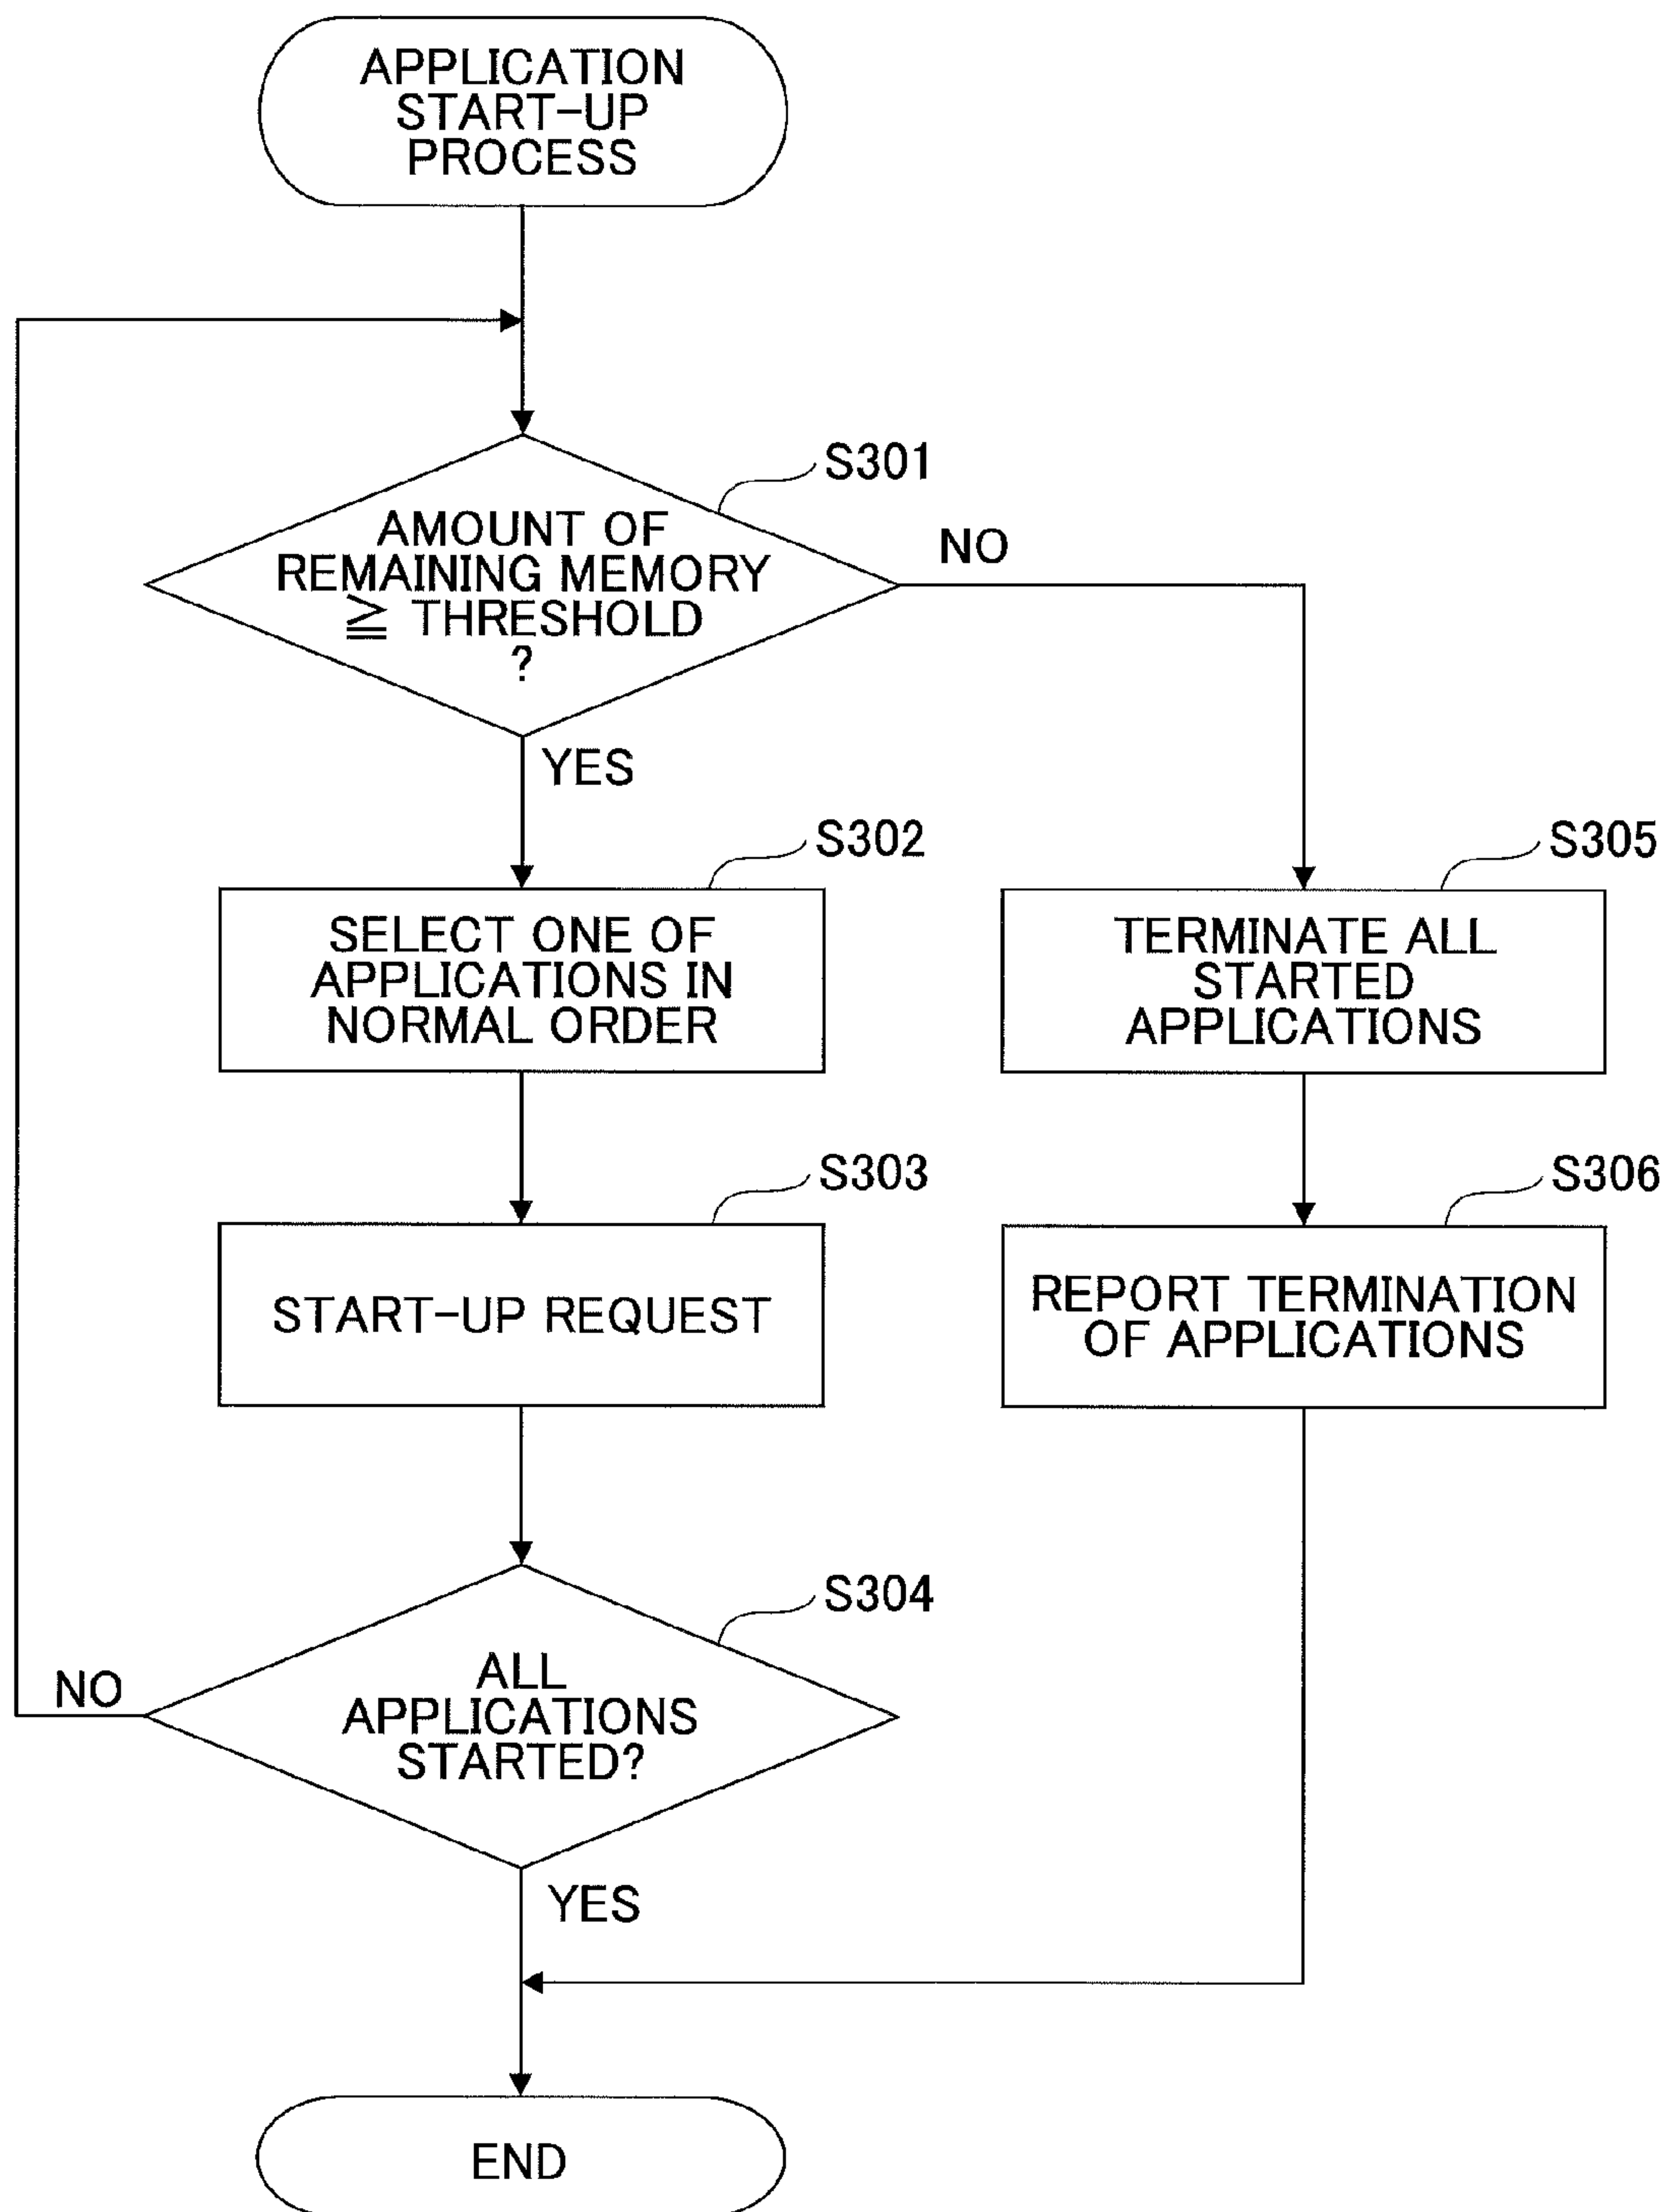 APPLICATION
START-UP
PROCESS
S301
AMOUNT OF
REMAINING MEMORY
≧ THRESHOLD
?
NO
YES
S302
SELECT ONE OF
APPLICATIONS IN
NORMAL ORDER
S305
TERMINATE ALL
STARTED
APPLICATIONS
S303
START-UP REQUEST
S306
REPORT TERMINATION
OF APPLICATIONS
S304
ALL
APPLICATIONS
STARTED?
NO
YES
END